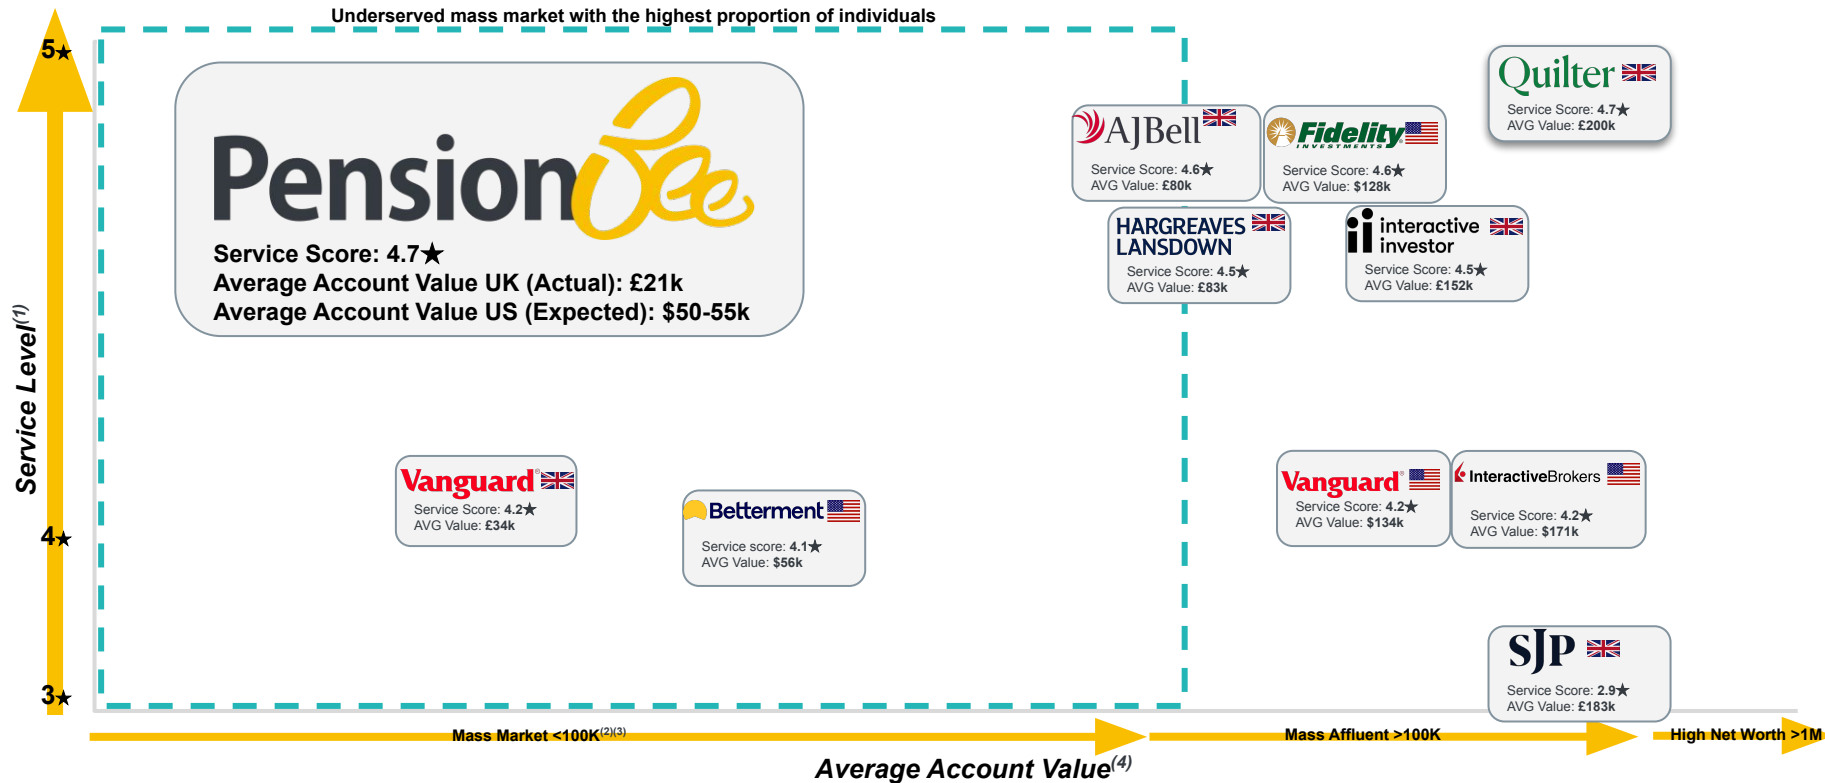 Underserved mass market with the highest proportion of individuals
5★
PensionBee
Service Score: 4.7★
Average Account Value UK (Actual): £21k
Average Account Value US (Expected): $50-55k
Quilter
Service Score: 4.7★
AVG Value: £200k
AJBell
Service Score: 4.6★
AVG Value: £80k
Fidelity
INVESTMENTS
Service Score: 4.6★
AVG Value: $128k
HARGREAVES
LANSDOWN
Service Score: 4.5★
AVG Value: £83k
interactive
investor
Service Score: 4.5★
AVG Value: £152k
Service Level(1)
Vanguard®
Service Score: 4.2★
AVG Value: £34k
Betterment
Service score: 4.1★
AVG Value: $56k
Vanguard®
Service Score: 4.2★
AVG Value: $134k
InteractiveBrokers
Service Score: 4.2★
AVG Value: $171k
4★
SJP
Service Score: 2.9★
AVG Value: £183k
3★
Mass Market <100K(2)(3)
Mass Affluent >100K
High Net Worth >1M
Average Account Value(4)